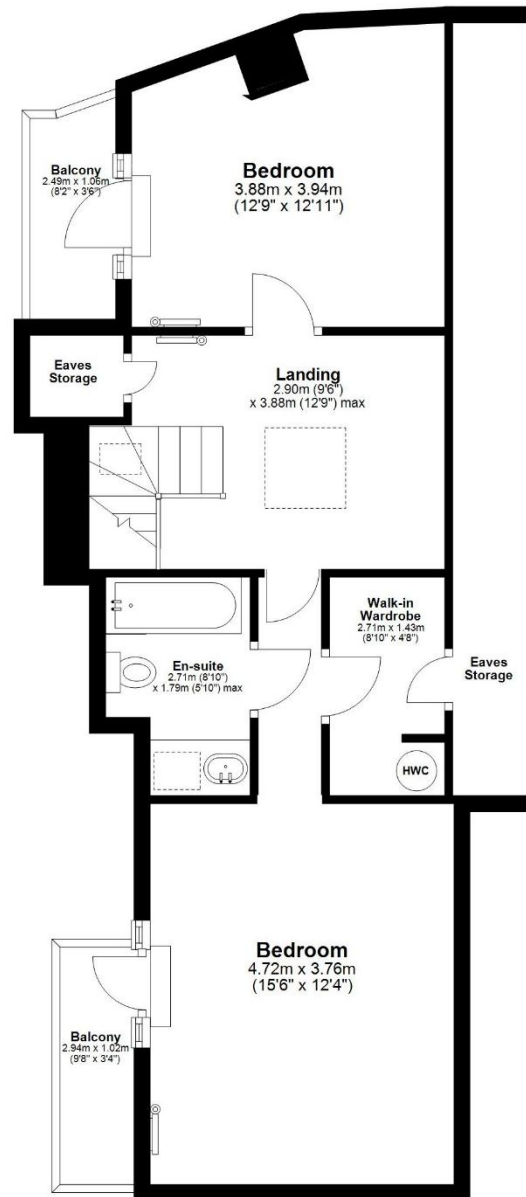 Balcony
2.49m x 1.06m
(8'2" x 3'6")
Bedroom
3.88m x 3.94m
(12'9" x 12'11")
Eaves
Storage
Landing
2.90m (9'6")
x 3.88m (12'9") max
Walk-in
Wardrobe
2.71m x 1.43m
(8'10" x 4'8")
En-suite
2.71m (8'10")
x 1.79m (5'10") max
Eaves
Storage
HWC
Bedroom
4.72m x 3.76m
(15'6" x 12'4")
Balcony
2.94m x 1.02m
(9'8" x 3'4")